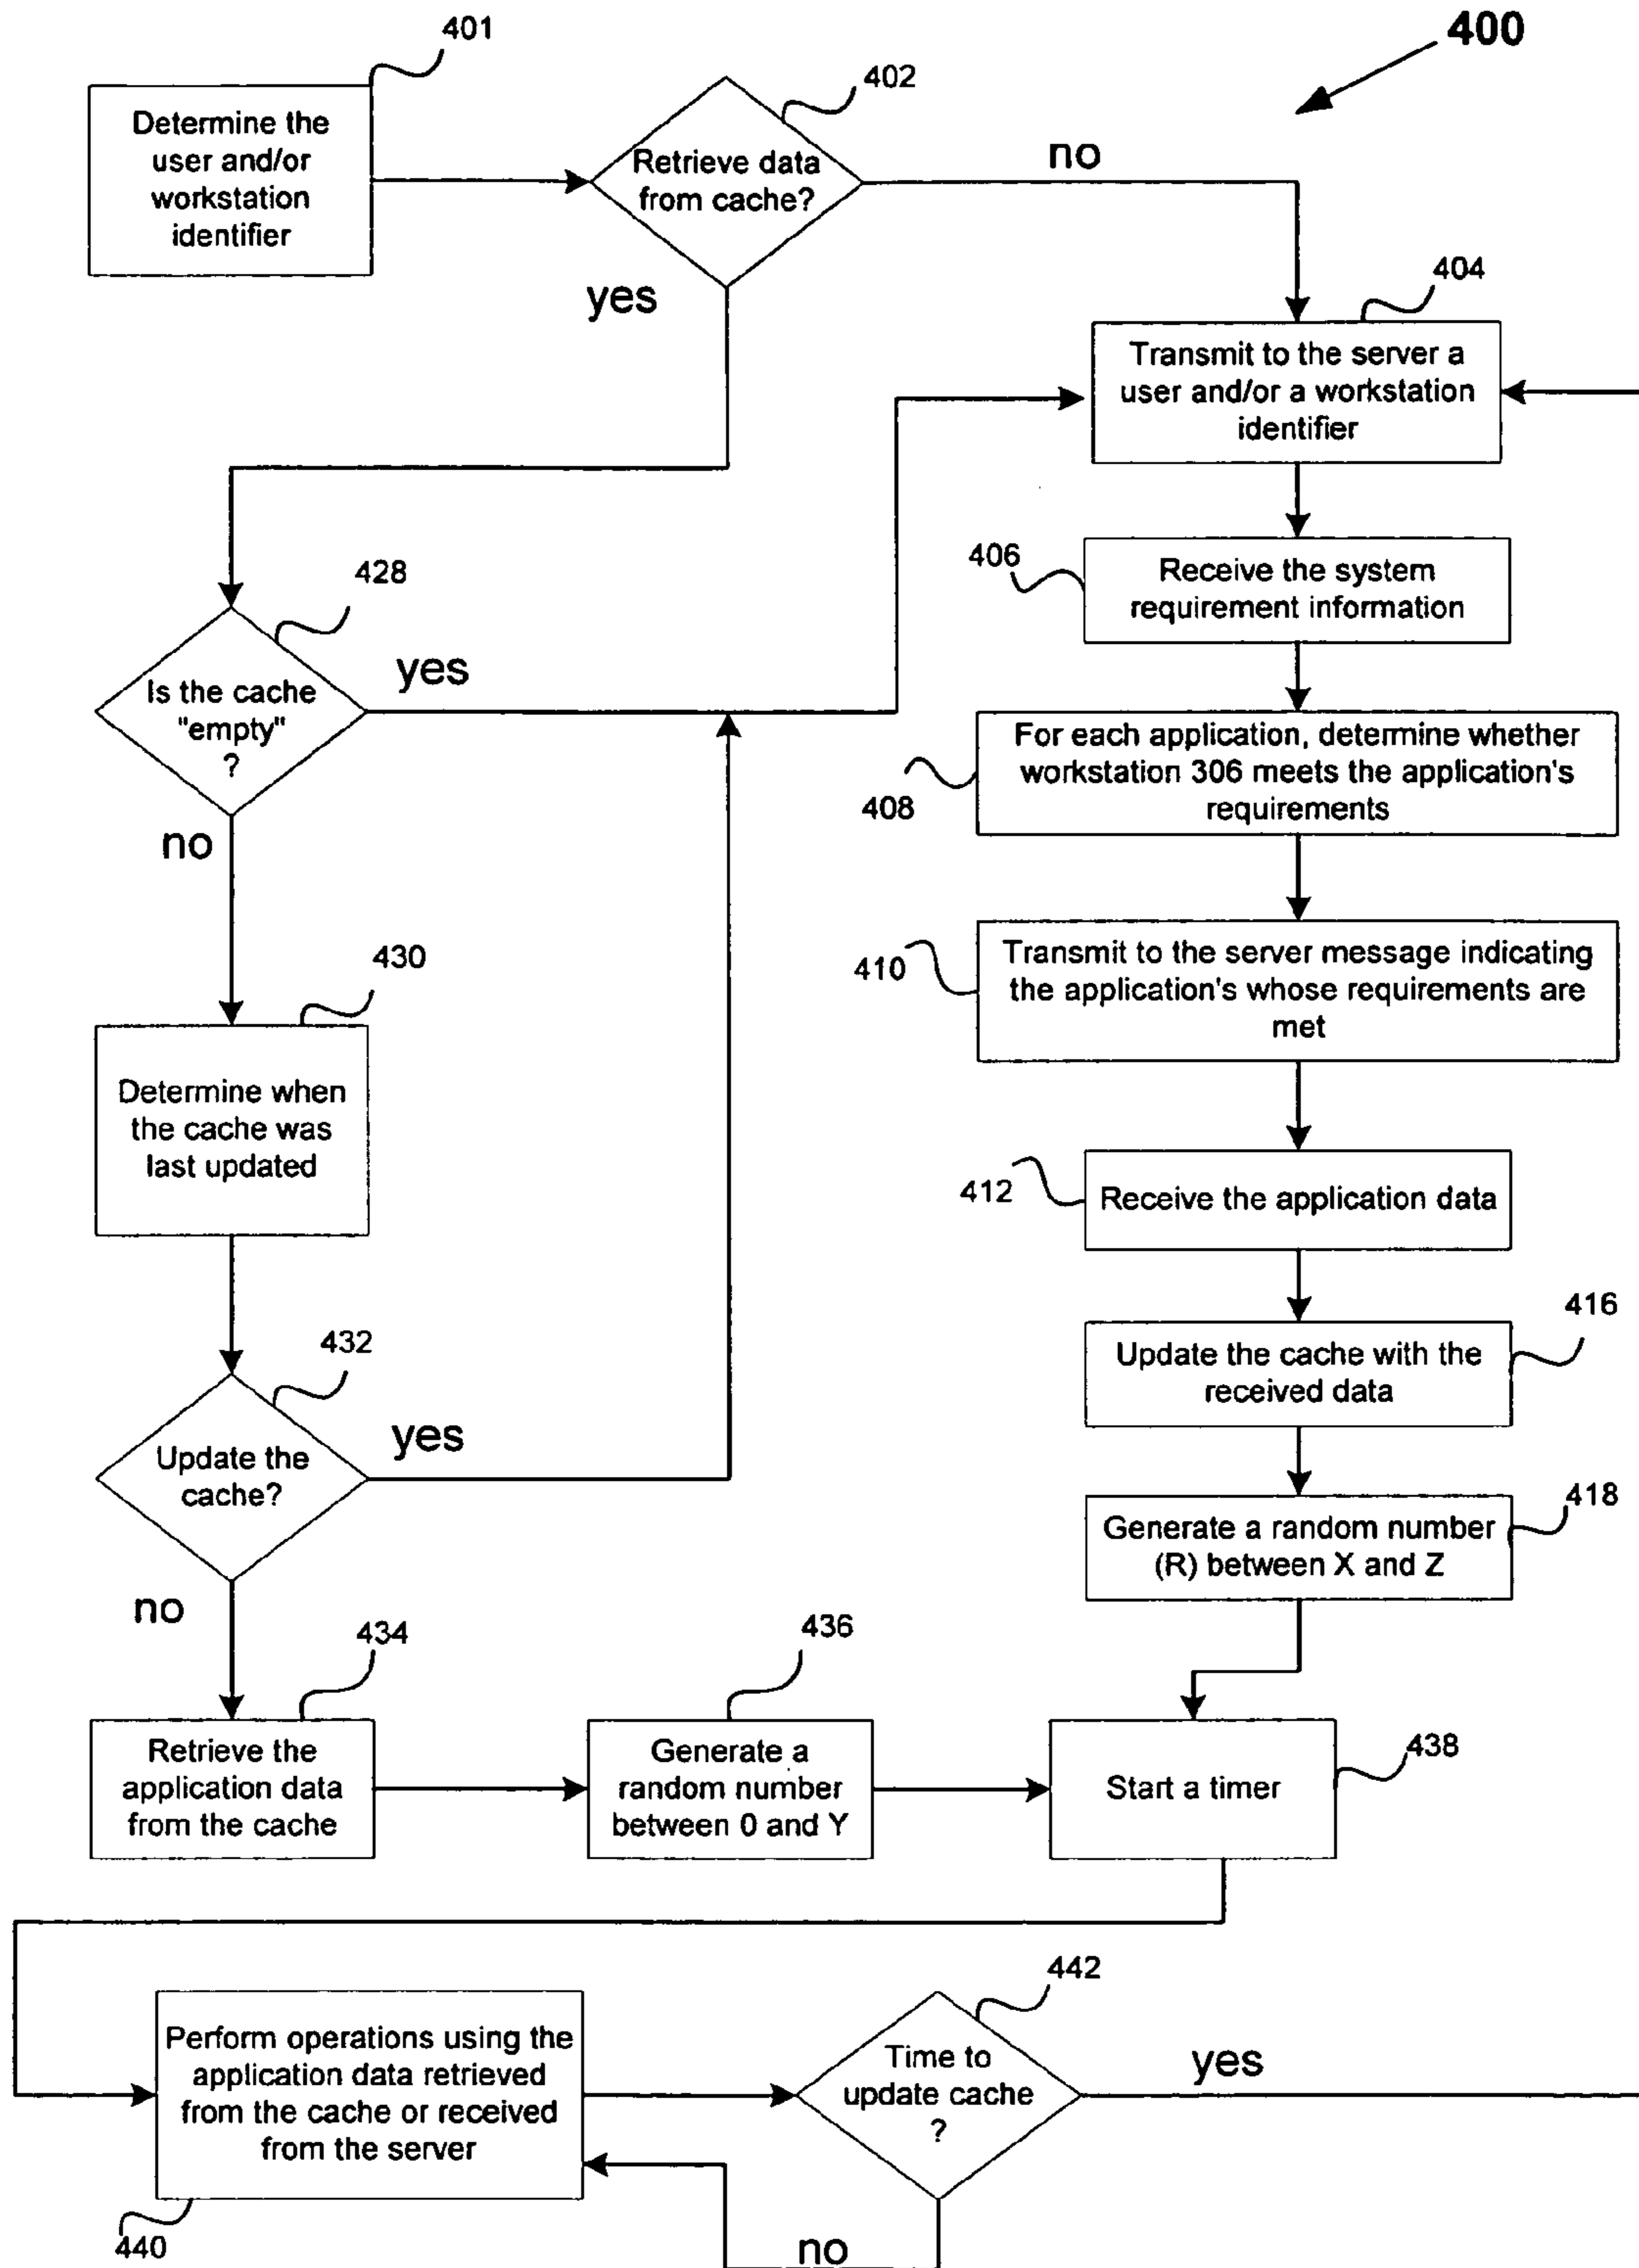 400
401
Determine the
user and/or
workstation
identifier
402
Retrieve data
from cache?
no
yes
404
Transmit to the server a
user and/or a workstation
identifier
406
Receive the system
requirement information
428
Is the cache
"empty"
?
yes
no
408
For each application, determine whether
workstation 306 meets the application's
requirements
410
Transmit to the server message indicating
the application's whose requirements are
met
430
Determine when
the cache was
last updated
412
Receive the application data
416
Update the cache with the
received data
432
Update the
cache?
yes
no
418
Generate a random number
(R) between X and Z
434
Retrieve the
application data
from the cache
436
Generate a
random number
between 0 and Y
438
Start a timer
440
Perform operations using the
application data retrieved
from the cache or received
from the server
442
Time to
update cache
?
yes
no